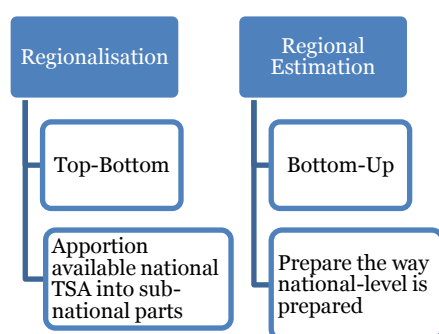 Regionalisation
Top-Bottom
Apportion
available national
TSA into sub-
national parts
Regional
Estimation
Bottom-Up
Prepare the way
national-level is
prepared